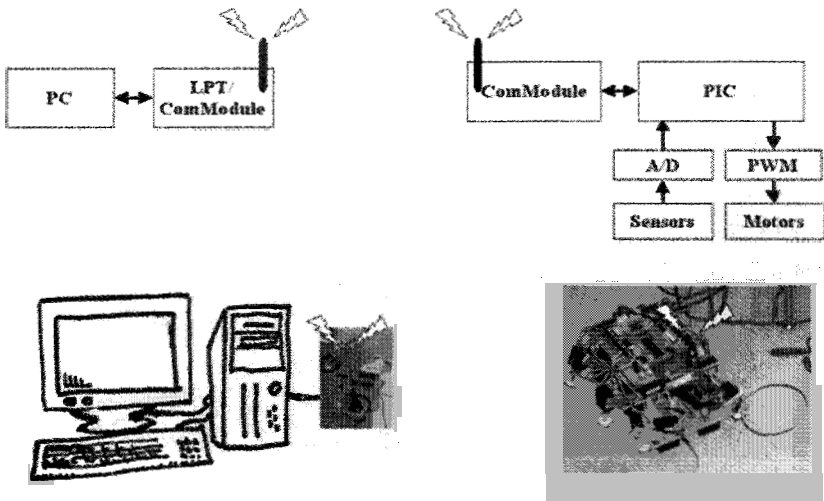 PC
LPT/
ComModule
ComModule
PIC
A/D
PWM
Sensors
Motors